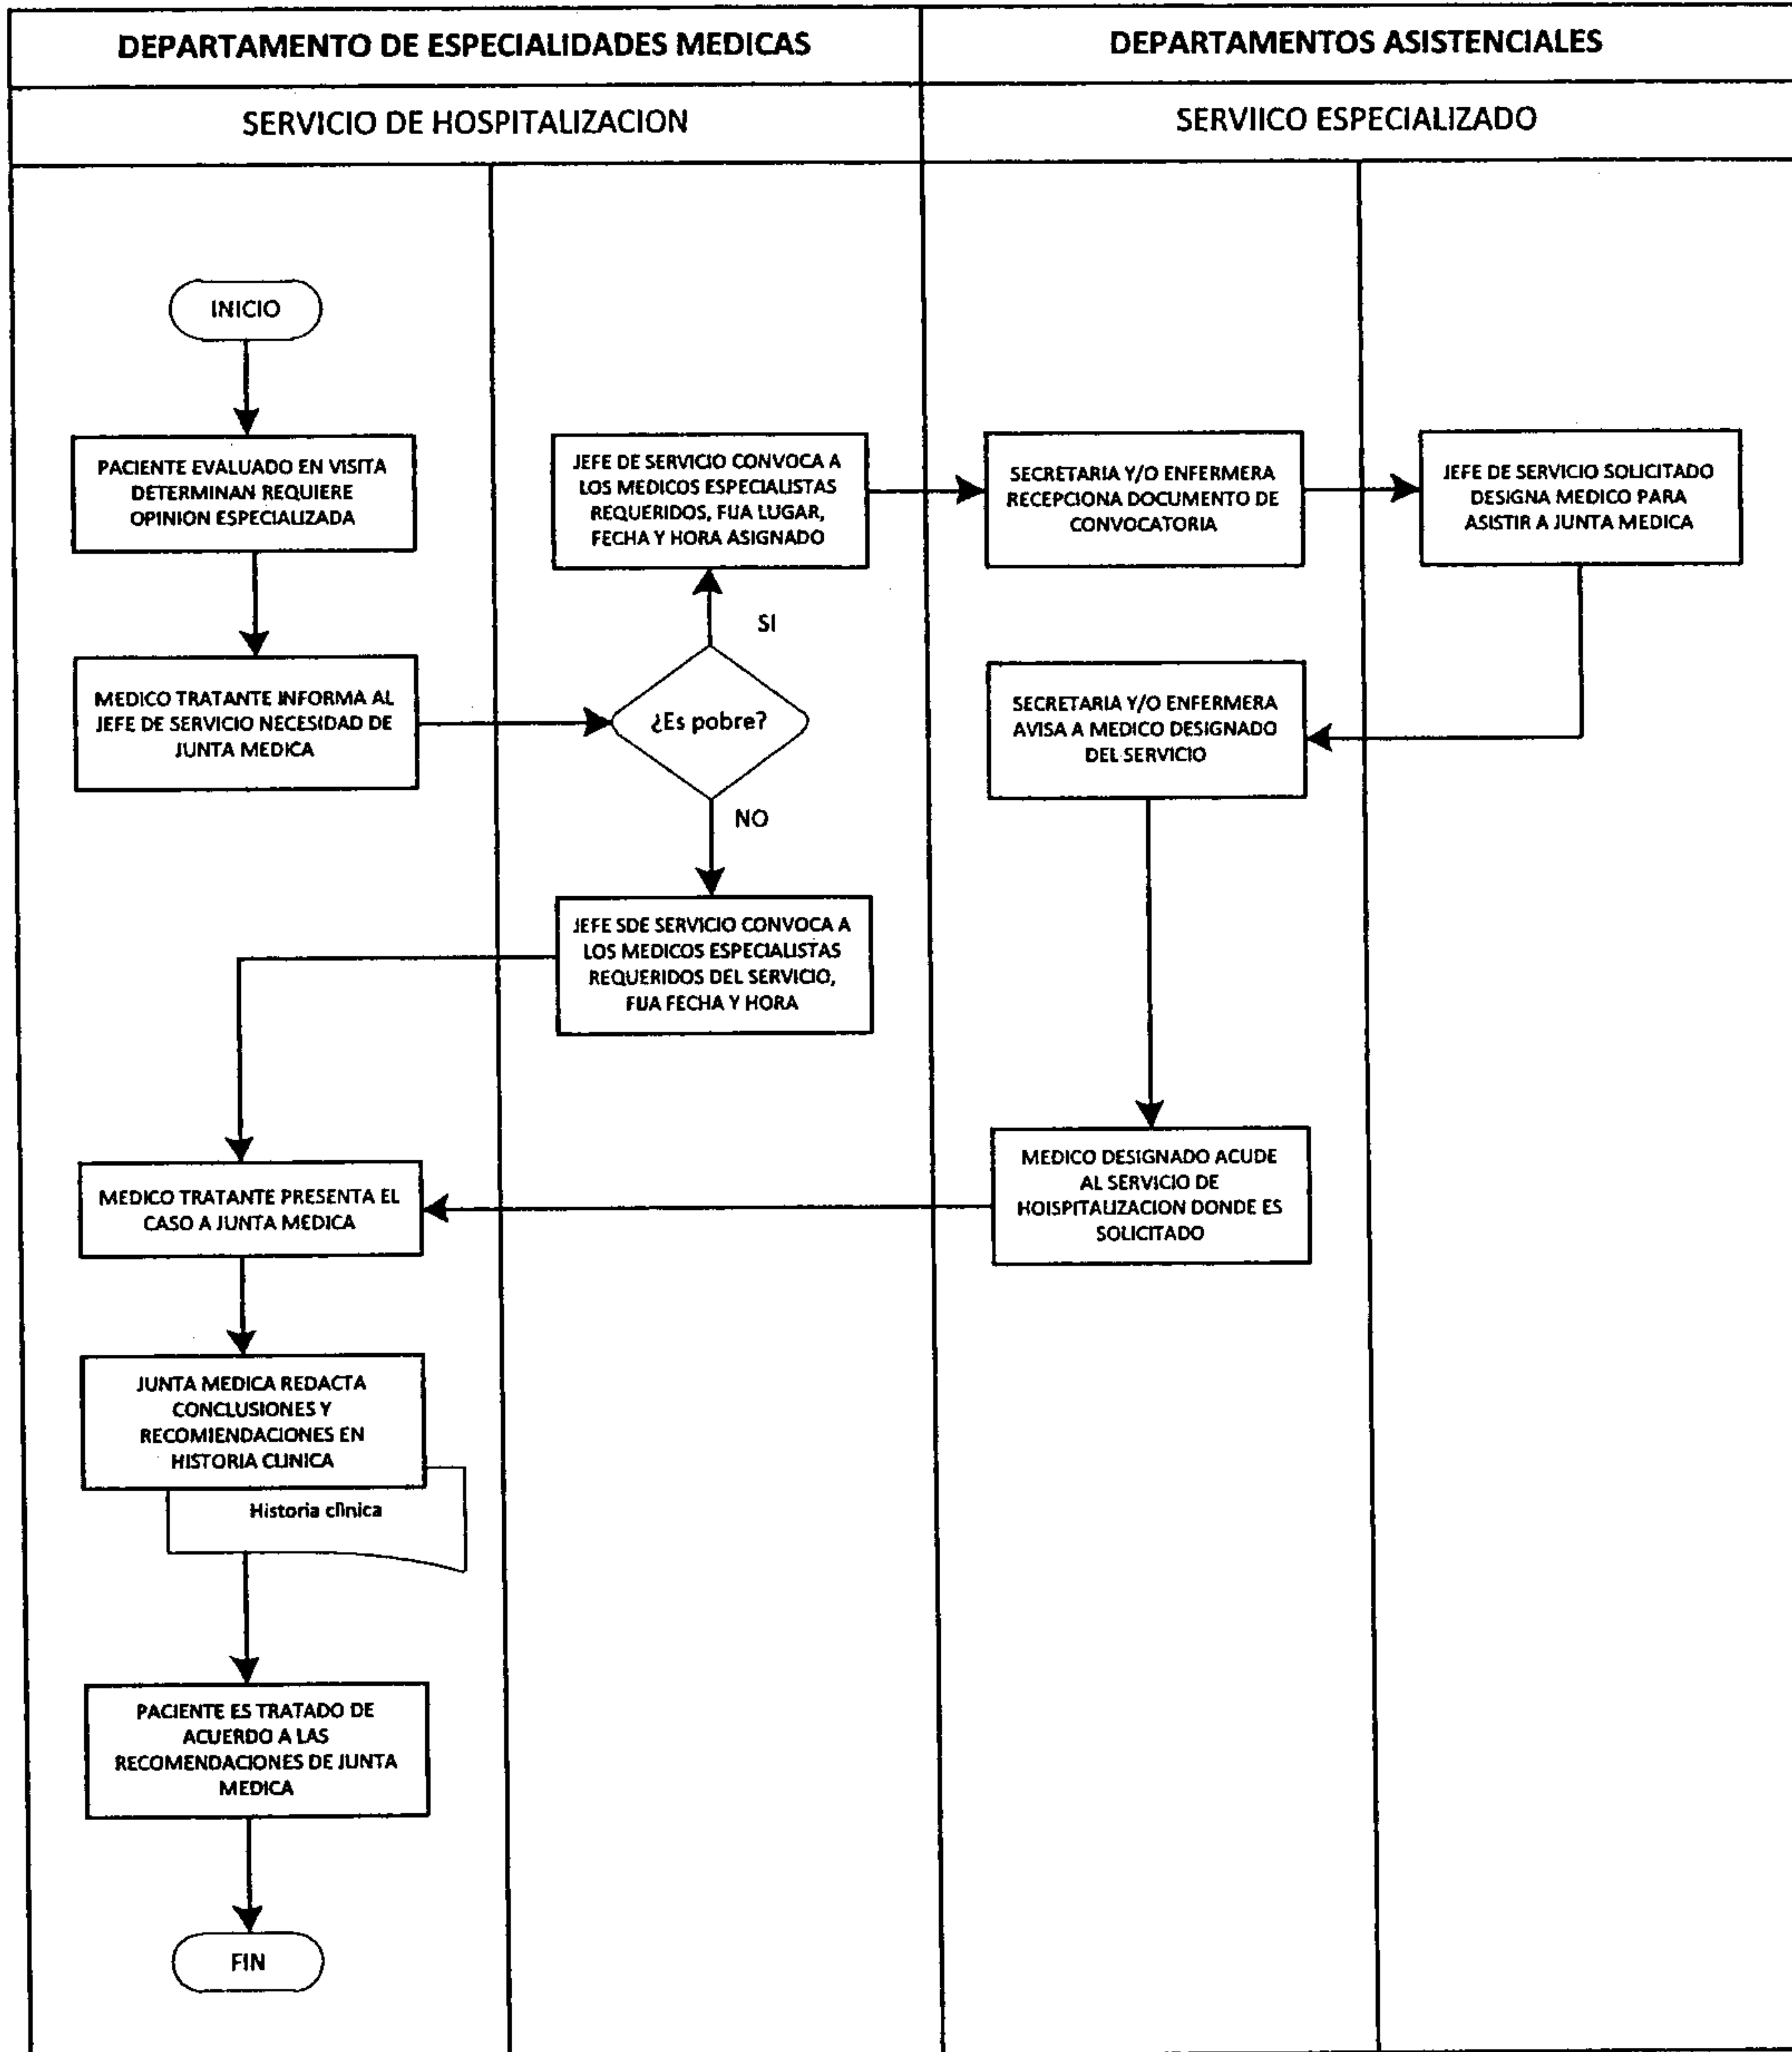 DEPARTAMENTO DE ESPECIALIDADES MEDICAS
DEPARTAMENTOS ASISTENCIALES
SERVICIO DE HOSPITALIZACION
SERVIICO ESPECIALIZADO
INICIO
PACIENTE EVALUADO EN VISITA
DETERMINAN REQUIERE
OPINION ESPECIALIZADA
JEFE DE SERVICIO CONVOCA A
LOS MEDICOS ESPECIALISTAS
REQUERIDOS, FIJA LUGAR,
FECHA Y HORA ASIGNADO
SECRETARIA Y/O ENFERMERA
RECEPCIONA DOCUMENTO DE
CONVOCATORIA
JEFE DE SERVICIO SOLICITADO
DESIGNA MEDICO PARA
ASISTIR A JUNTA MEDICA
SI
MEDICO TRATANTE INFORMA AL
JEFE DE SERVICIO NECESIDAD DE
JUNTA MEDICA
¿Es pobre?
SECRETARIA Y/O ENFERMERA
AVISA A MEDICO DESIGNADO
DEL SERVICIO
NO
JEFE SDE SERVICIO CONVOCA A
LOS MEDICOS ESPECIALISTAS
REQUERIDOS DEL SERVICIO,
FIJA FECHA Y HORA
MEDICO TRATANTE PRESENTA EL
CASO A JUNTA MEDICA
MEDICO DESIGNADO ACUDE
AL SERVICIO DE
HOISPITALIZACION DONDE ES
SOLICITADO
JUNTA MEDICA REDACTA
CONCLUSIONES Y
RECOMIENDACIONES EN
HISTORIA CLINICA
Historia clínica
PACIENTE ES TRATADO DE
ACUERDO A LAS
RECOMENDACIONES DE JUNTA
MEDICA
FIN